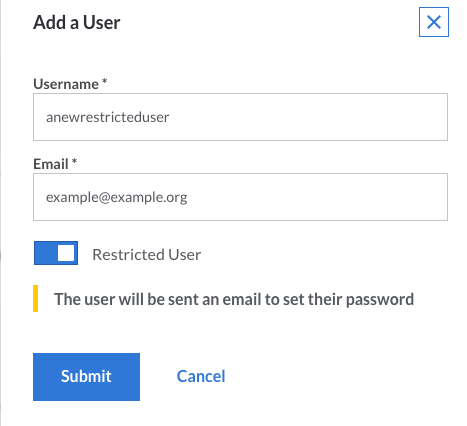 Add a User
Username *
anewrestricteduser
Email *
example@example.org
Restricted User
The user will be sent an email to set their password
Submit Cancel